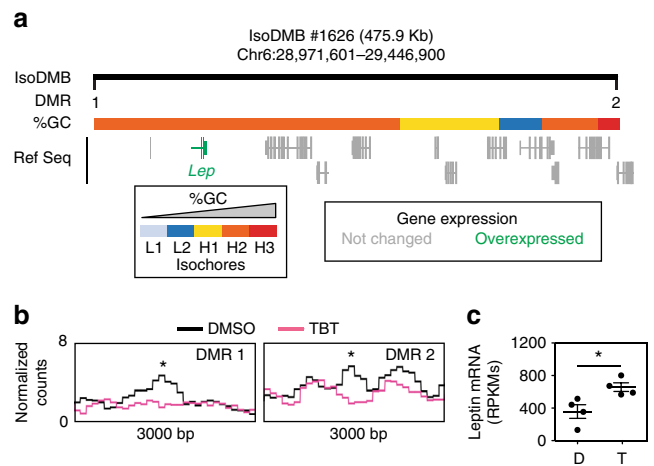 a
IsoDMB #1626 (475.9 Kb)
Chr6:28,971,601–29,446,900
IsoDMB
DMR
1 2
%GC
Ref Seq
Lep
%GC
L1 L2 H1 H2 H3
Isochores
Gene expression
Not changed Overexpressed
b
DMSO TBT
8
0
Normalized
counts
* DMR 1
3000 bp
* DMR 2
3000 bp
c
Leptin mRNA
(RPKMs)
1200
800
400
0
*
D T